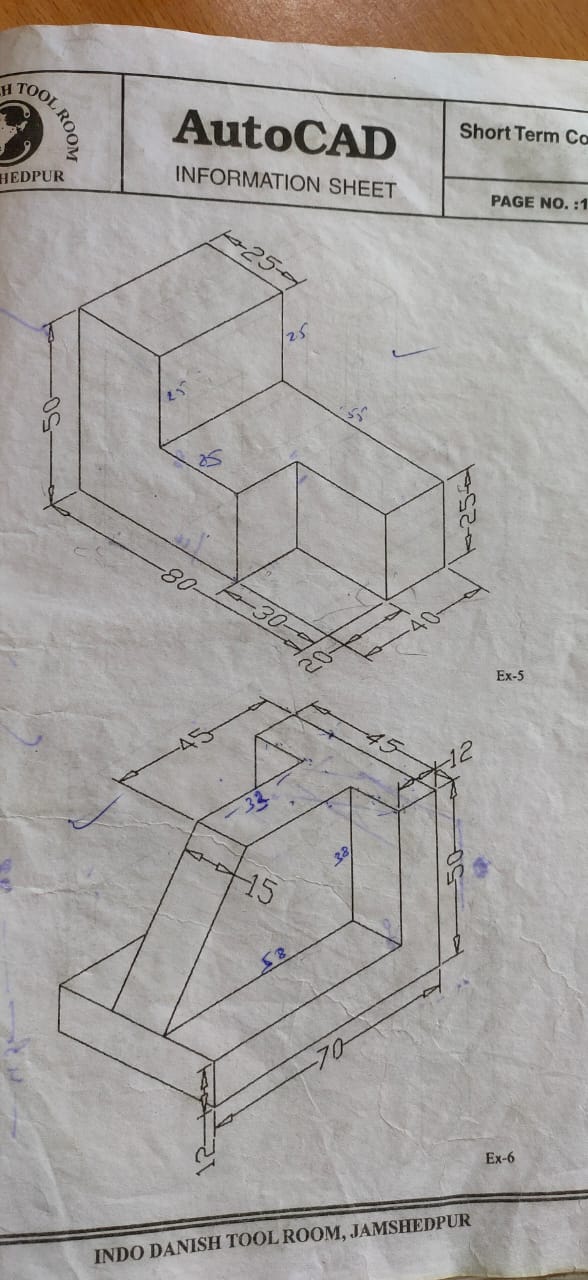 H TOOL ROOM
HEDPUR
AutoCAD
INFORMATION SHEET
Short Term Co
PAGE NO. :1
25
25
25
55
50
25
25
80
30
20
40
Ex-5
45
45
12
33
15
38
50
58
70
12
Ex-6
INDO DANISH TOOL ROOM, JAMSHEDPUR